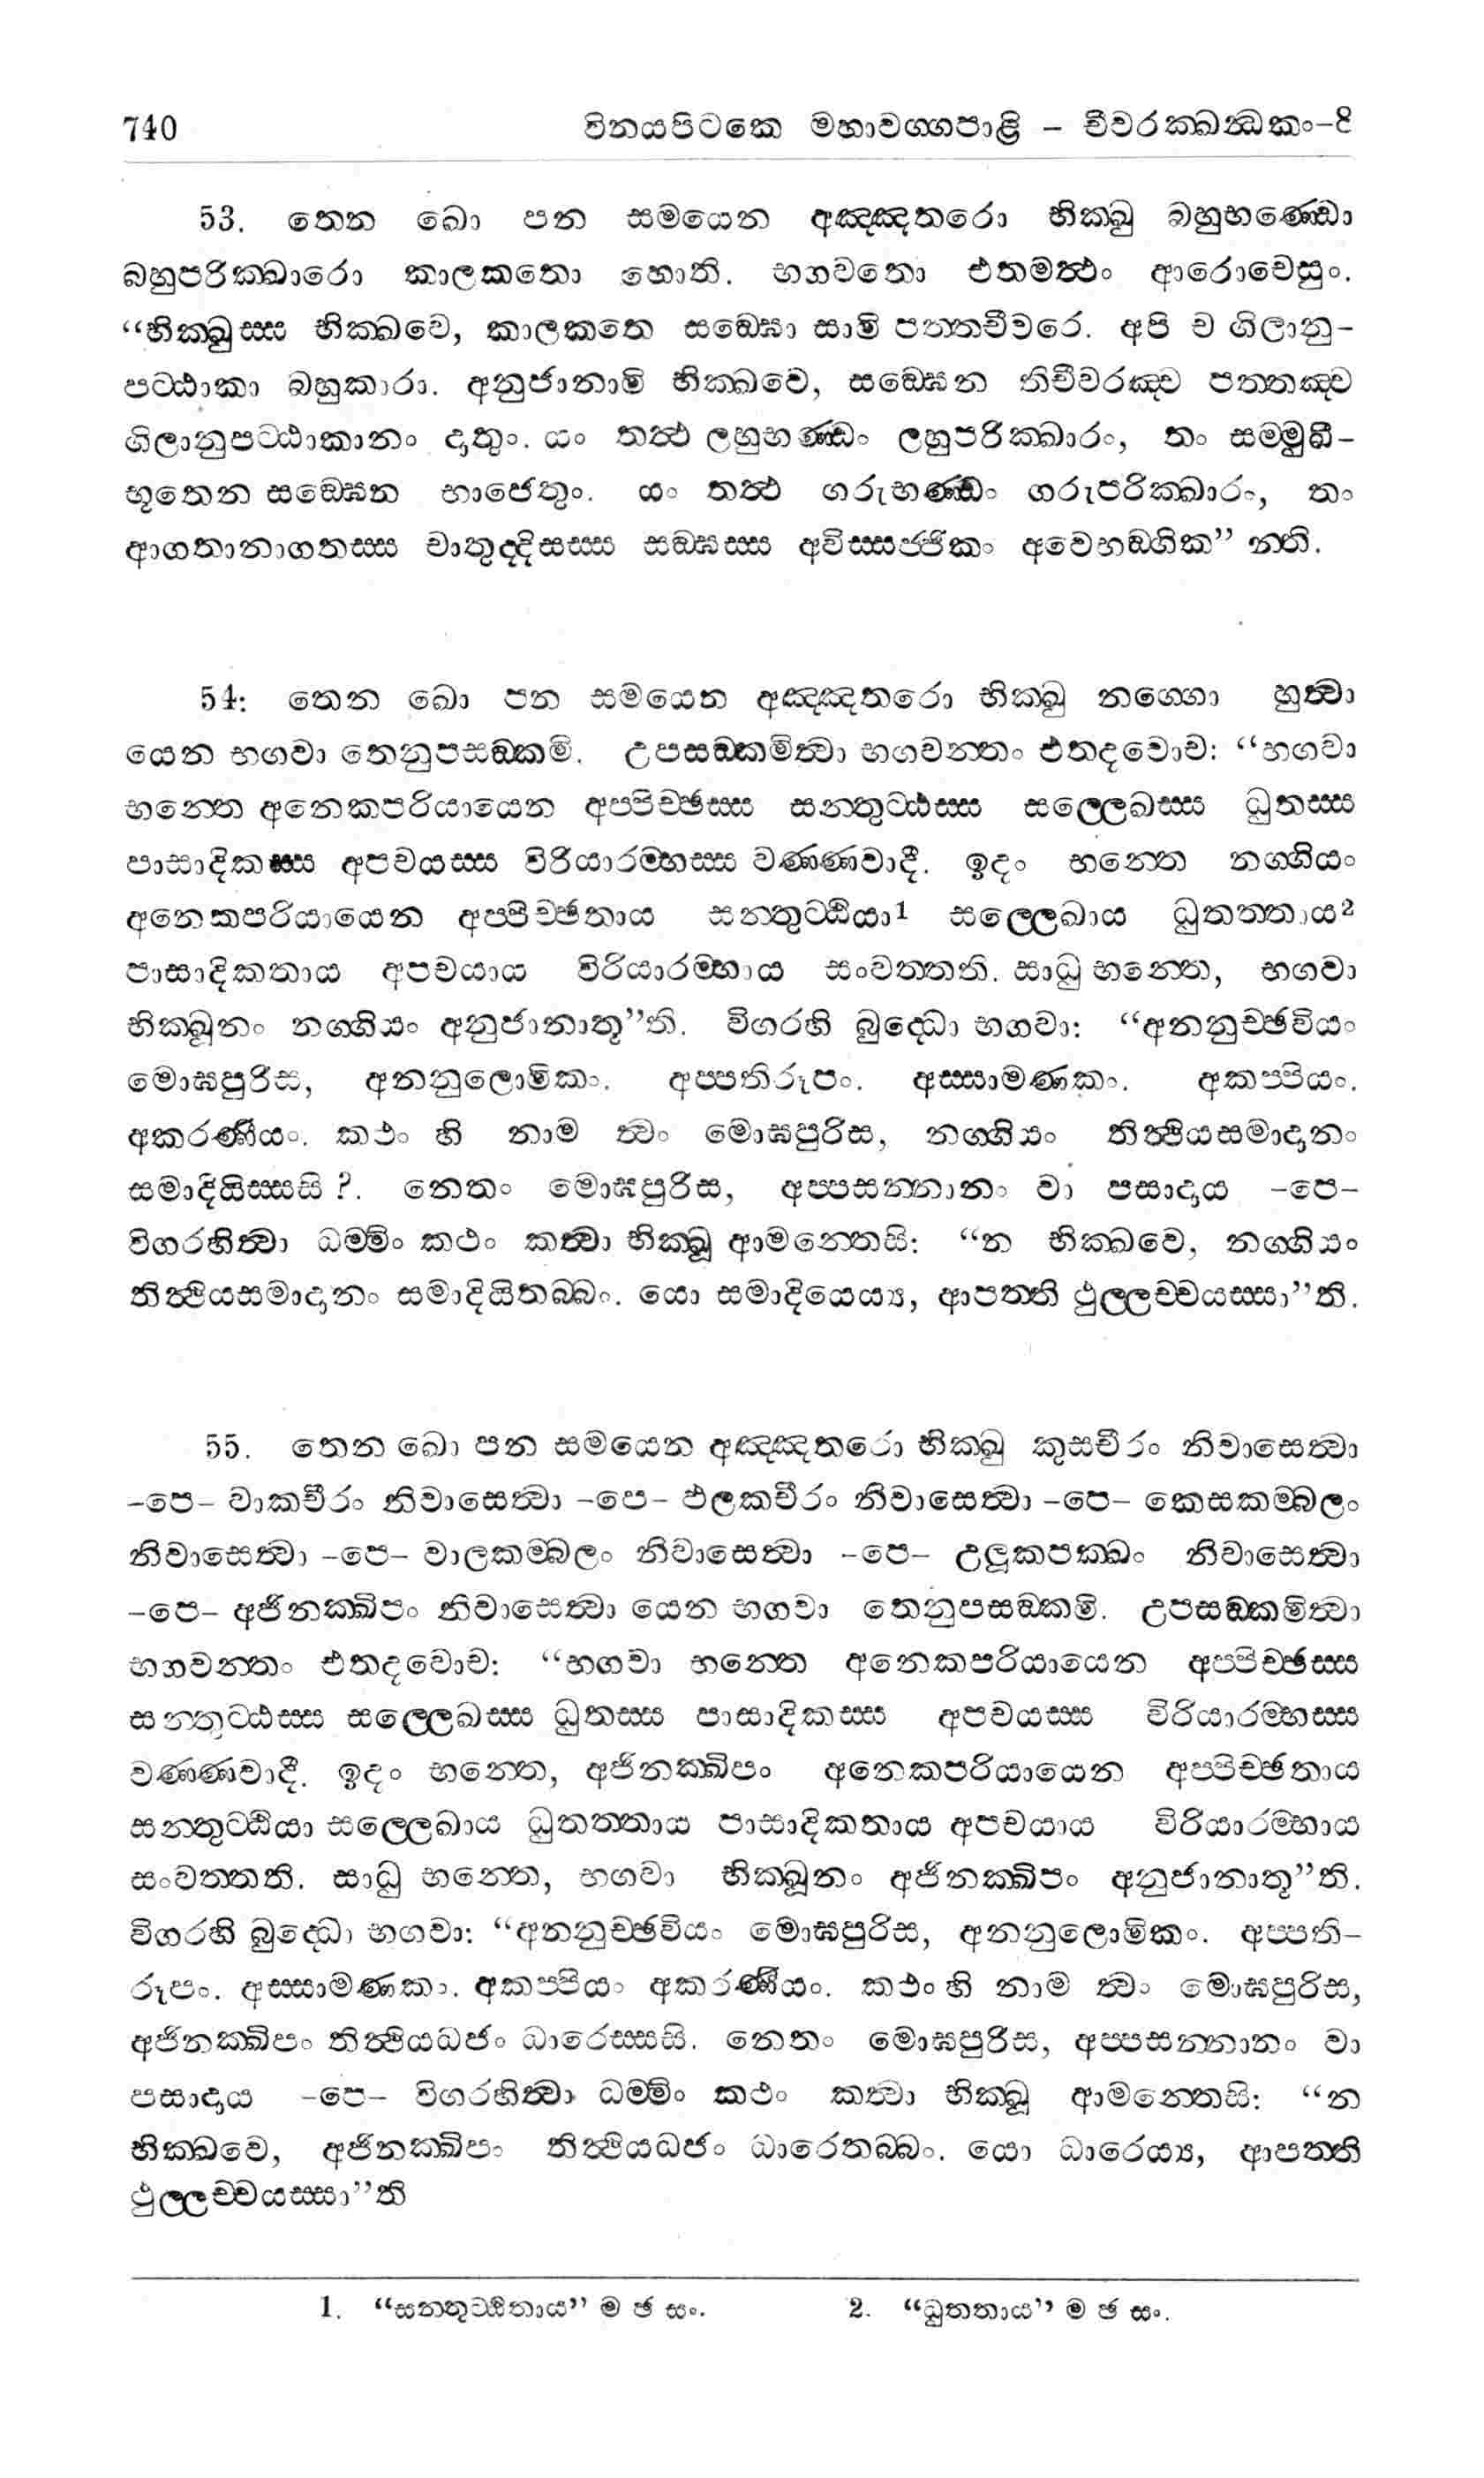 740 විනයපිටකෙ මහාවග්ගපාළි – චීවරක්ඛන්ධකං-8
53. තෙන ඛො පන සමයෙන අඤ්ඤතරො භික්ඛු බහුභණ්ඩො
බහුපරික්ඛාරො කාලකතො හොති. භගවතො එතමත්ථං ආරොචෙසුං.
“භික්ඛුස්ස භික්ඛවෙ, කාලකතෙ සඞ්ඝො සාමි පත්තචීවරෙ. අපි ච ගිලානු-
පට්ඨාකා බහුකාරා. අනුජානාමි භික්ඛවෙ, සඞ්ඝෙන තිචීවරඤ්ච පත්තඤ්ච
ගිලානුපට්ඨාකානං දාතුං. යං තත්ථ ලහුභණ්ඩං ලහුපරික්ඛාරං, තං සම්මුඛී-
භූතෙන සඞ්ඝෙන භාජෙතුං. යං තත්ථ ගරුභණ්ඩං ගරුපරික්ඛාරං, තං
ආගතානාගතස්ස චාතුද්දිසස්ස සඞ්ඝස්ස අවිස්සජ්ජිකං අවෙභඞ්ගික” න්ති.
54: තෙන ඛො පන සමයෙන අඤ්ඤතරො භික්ඛු නග්ගො හුත්වා
යෙන භගවා තෙනුපසඞ්කමි. උපසඞ්කමිත්වා භගවන්තං එතදවොච: “භගවා
භන්තෙ අනෙකපරියායෙන අප්පිච්ඡස්ස සන්තුට්ඨස්ස සල්ලෙඛස්ස ධුතස්ස
පාසාදිකස්ස අපචයස්ස විරියාරම්භස්ස වණ්ණවාදී. ඉදං භන්තෙ නග්ගියං
අනෙකපරියායෙන අප්පිච්ඡතාය සන්තුට්ඨියා1 සල්ලෙඛාය ධුතත්තාය2
පාසාදිකතාය අපචයාය විරියාරම්භාය සංවත්තති. සාධු භන්තෙ, භගවා
භික්ඛූනං නග්ගියං අනුජානාතූ”ති. විගරහි බුද්ධො භගවා: “අනනුච්ඡවියං
මොඝපුරිස, අනනුලොමිකං. අප්පතිරූපං. අස්සාමණකං. අකප්පියං.
අකරණීයං. කථං හි නාම ත්වං මොඝපුරිස, නග්ගියං තිත්ථියසමාදානං
සමාදියිස්සසි ?. නෙතං මොඝපුරිස, අප්පසන්නානං වා පසාදාය -පෙ-
විගරහිත්වා ධම්මිං කථං කත්වා භික්ඛූ ආමන්තෙසි: “න භික්ඛවෙ, නග්ගියං
තිත්ථියසමාදානං සමාදියිතබ්බං. යො සමාදියෙය්‍ය, ආපත්ති ථුල්ලච්චයස්සා”ති.
55. තෙන ඛො පන සමයෙන අඤ්ඤතරො භික්ඛු කුසචීරං නිවාසෙත්වා
-පෙ- වාකචීරං නිවාසෙත්වා -පෙ- ඵලකචීරං නිවාසෙත්වා -පෙ- කෙසකම්බලං
නිවාසෙත්වා -පෙ- වාලකම්බලං නිවාසෙත්වා -පෙ- උලූකපක්ඛං නිවාසෙත්වා
-පෙ- අජිනක්ඛිපං නිවාසෙත්වා යෙන භගවා තෙනුපසඞ්කමි. උපසඞ්කමිත්වා
භගවන්තං එතදවොච: “භගවා භන්තෙ අනෙකපරියායෙන අප්පිච්ඡස්ස
සන්තුට්ඨස්ස සල්ලෙඛස්ස ධුතස්ස පාසාදිකස්ස අපචයස්ස විරියාරම්භස්ස
වණ්ණවාදී. ඉදං භන්තෙ, අජිනක්ඛිපං අනෙකපරියායෙන අප්පිච්ඡතාය
සන්තුට්ඨියා සල්ලෙඛාය ධුතත්තාය පාසාදිකතාය අපචයාය විරියාරම්භාය
සංවත්තති. සාධු භන්තෙ, භගවා භික්ඛූනං අජිනක්ඛිපං අනුජානාතූ”ති.
විගරහි බුද්ධො භගවා: “අනනුච්ඡවියං මොඝපුරිස, අනනුලොමිකං. අප්පති-
රූපං. අස්සාමණකං. අකප්පියං අකරණීයං. කථං හි නාම ත්වං මොඝපුරිස,
අජිනක්ඛිපං තිත්ථියධජං ධාරෙස්සසි. නෙතං මොඝපුරිස, අප්පසන්නානං වා
පසාදාය -පෙ- විගරහිත්වා ධම්මිං කථං කත්වා භික්ඛූ ආමන්තෙසි: “න
භික්ඛවෙ, අජිනක්ඛිපං තිත්ථියධජං ධාරෙතබ්බං. යො ධාරෙය්‍ය, ආපත්ති
ථුල්ලච්චයස්සා”ති
1. “සන්තුට්ඨිතාය” ම ඡ සං. 2. “ධුතතාය” ම ඡ සං.